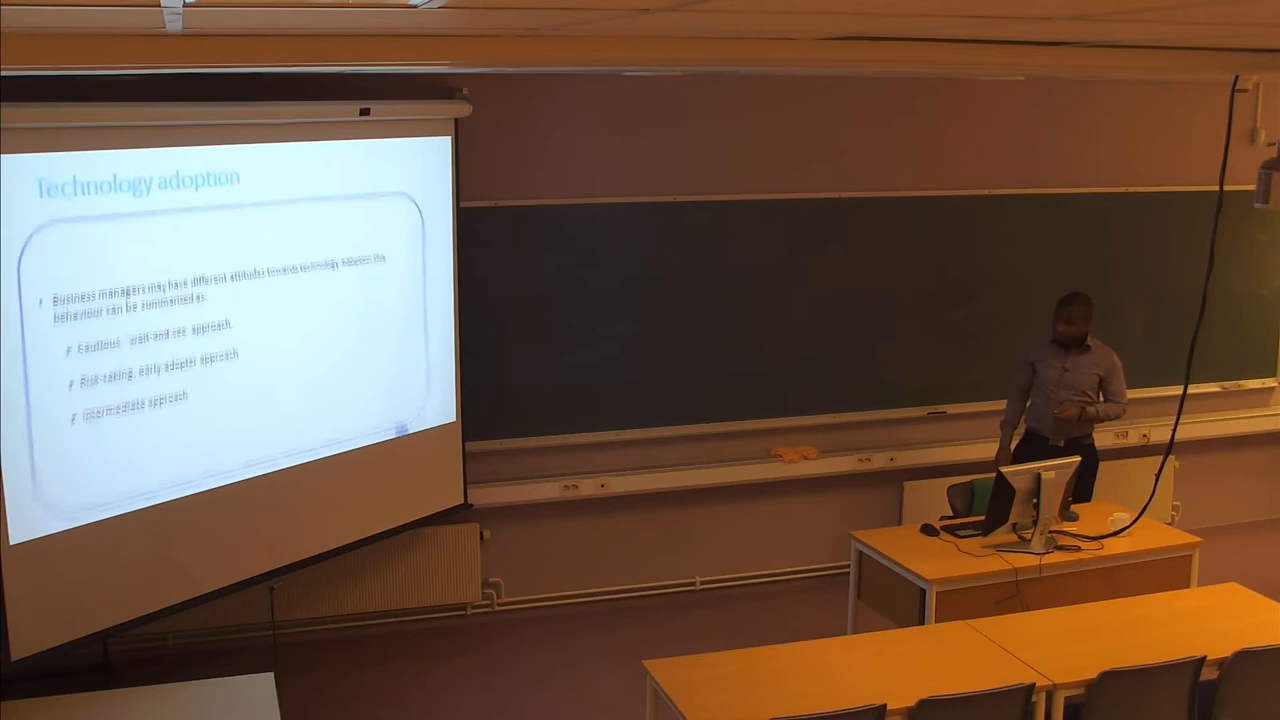 Technology adoption
Business managers may have different attitudes towards technology adoption this
behaviour can be summarised as:
Cautious, wait-and-see approach.
Risk-taking, early-adopter approach
Intermediate approach